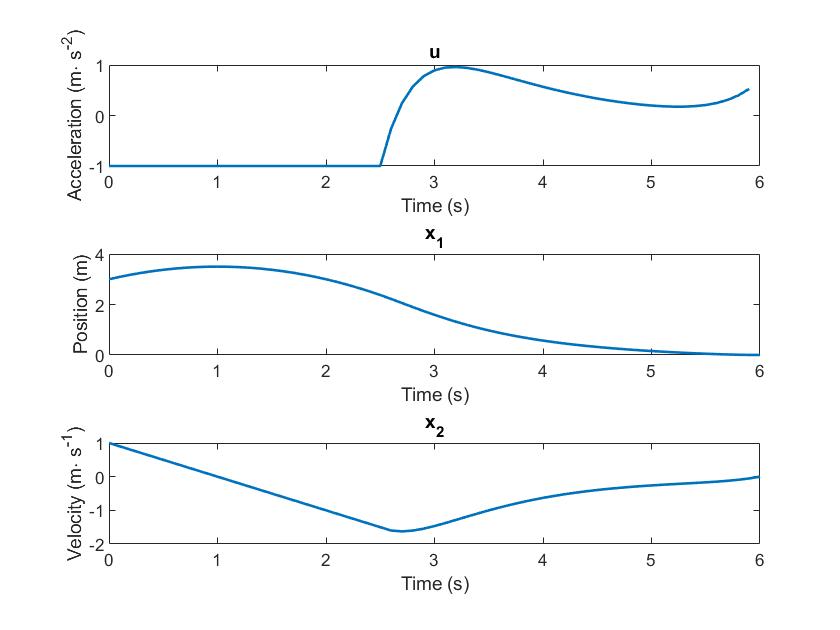 u
Acceleration (m· s-2)
1
0
-1
0 1 2 3 4 5 6
Time (s)
x1
Position (m)
4
2
0
0 1 2 3 4 5 6
Time (s)
x2
Velocity (m· s-1)
1
0
-1
-2
0 1 2 3 4 5 6
Time (s)